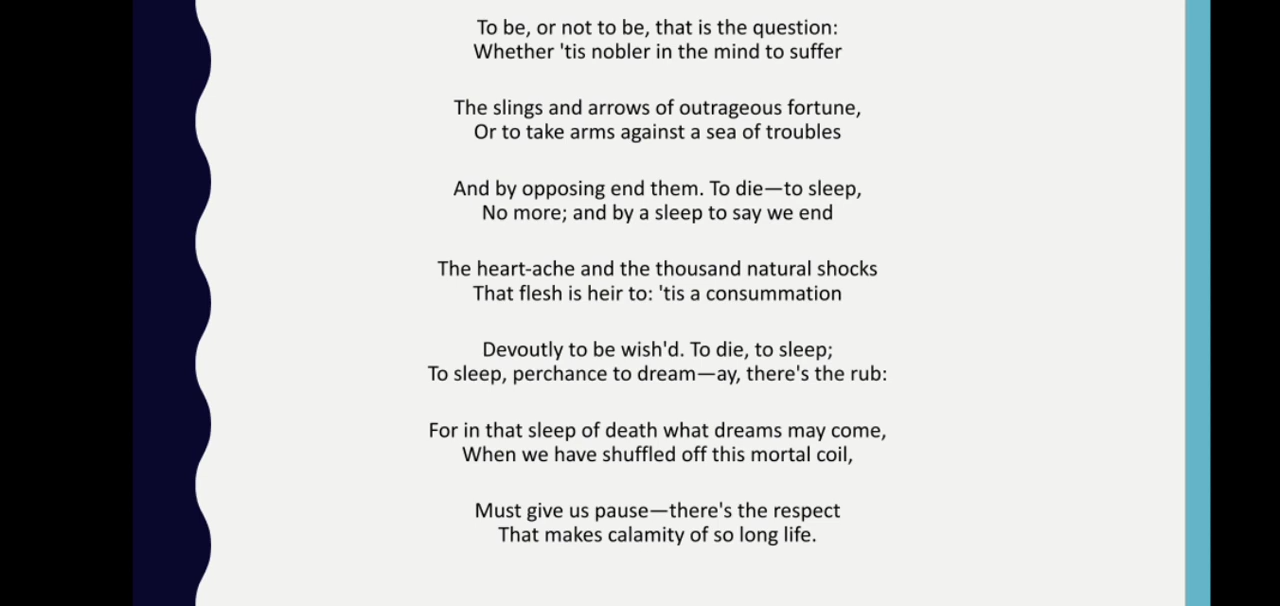 To be, or not to be, that is the question:
Whether 'tis nobler in the mind to suffer
The slings and arrows of outrageous fortune,
Or to take arms against a sea of troubles
And by opposing end them. To die—to sleep,
No more; and by a sleep to say we end
The heart-ache and the thousand natural shocks
That flesh is heir to: 'tis a consummation
Devoutly to be wish'd. To die, to sleep;
To sleep, perchance to dream—ay, there's the rub:
For in that sleep of death what dreams may come,
When we have shuffled off this mortal coil,
Must give us pause—there's the respect
That makes calamity of so long life.